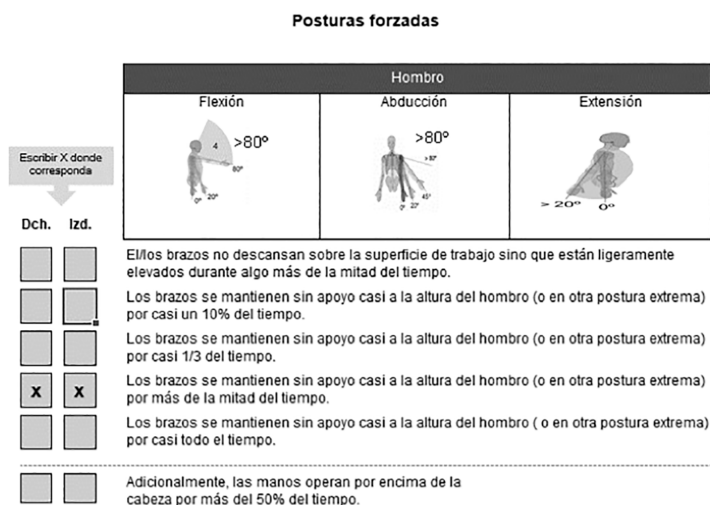 Posturas forzadas
Hombro
Flexión
Abducción
Extensión
4
>80º
80º
20º
0º
>80º
>80º
45º
20º
0º
> 20º
0º
Escribir X donde
corresponda
Dch.
Izd.
El/los brazos no descansan sobre la superficie de trabajo sino que están ligeramente
elevados durante algo más de la mitad del tiempo.
Los brazos se mantienen sin apoyo casi a la altura del hombro (o en otra postura extrema)
por casi un 10% del tiempo.
Los brazos se mantienen sin apoyo casi a la altura del hombro (o en otra postura extrema)
por casi 1/3 del tiempo.
X
X
Los brazos se mantienen sin apoyo casi a la altura del hombro (o en otra postura extrema)
por más de la mitad del tiempo.
Los brazos se mantienen sin apoyo casi a la altura del hombro ( o en otra postura extrema)
por casi todo el tiempo.
Adicionalmente, las manos operan por encima de la
cabeza por más del 50% del tiempo.